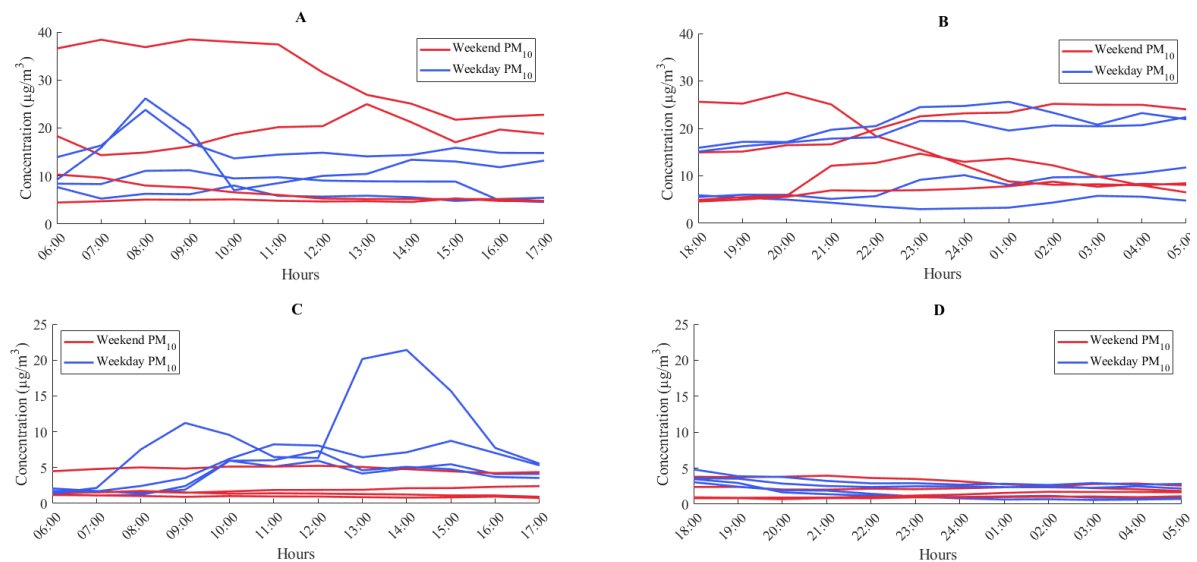 A
Concentration (µg/m³)
40
30
20
10
0
Weekend PM₁₀
Weekday PM₁₀
06:00 07:00 08:00 09:00 10:00 11:00 12:00 13:00 14:00 15:00 16:00 17:00
Hours
B
Concentration (µg/m³)
40
30
20
10
0
Weekend PM₁₀
Weekday PM₁₀
18:00 19:00 20:00 21:00 22:00 23:00 24:00 01:00 02:00 03:00 04:00 05:00
Hours
C
Concentration (µg/m³)
25
20
15
10
5
0
Weekend PM₁₀
Weekday PM₁₀
06:00 07:00 08:00 09:00 10:00 11:00 12:00 13:00 14:00 15:00 16:00 17:00
Hours
D
Concentration (µg/m³)
25
20
15
10
5
0
Weekend PM₁₀
Weekday PM₁₀
18:00 19:00 20:00 21:00 22:00 23:00 24:00 01:00 02:00 03:00 04:00 05:00
Hours